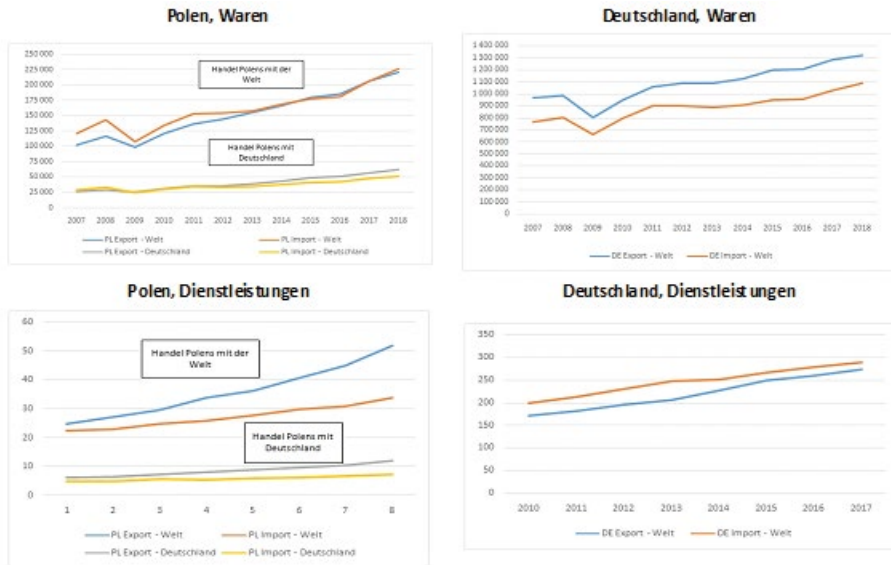 Polen, Waren
250 000
225 000
200 000
175 000
150 000
125 000
100 000
75 000
50 000
25 000
0
Handel Polens mit der
Welt
Handel Polens mit
Deutschland
2007 2008 2009 2010 2011 2012 2013 2014 2015 2016 2017 2018
PL Export - Welt PL Import - Welt
PL Export - Deutschland PL Import - Deutschland
Deutschland, Waren
1 400 000
1 300 000
1 200 000
1 100 000
1 000 000
900 000
800 000
700 000
600 000
500 000
400 000
300 000
200 000
100 000
0
2007 2008 2009 2010 2011 2012 2013 2014 2015 2016 2017 2018
DE Export - Welt DE Import - Welt
Polen, Dienstleistungen
60
50
40
30
20
10
0
Handel Polens mit der
Welt
Handel Polens mit
Deutschland
1 2 3 4 5 6 7 8
PL Export - Welt PL Import - Welt
PL Export - Deutschland PL Import - Deutschland
Deutschland, Dienstleistungen
350
300
250
200
150
100
50
0
2010 2011 2012 2013 2014 2015 2016 2017
DE Export - Welt DE Import - Welt